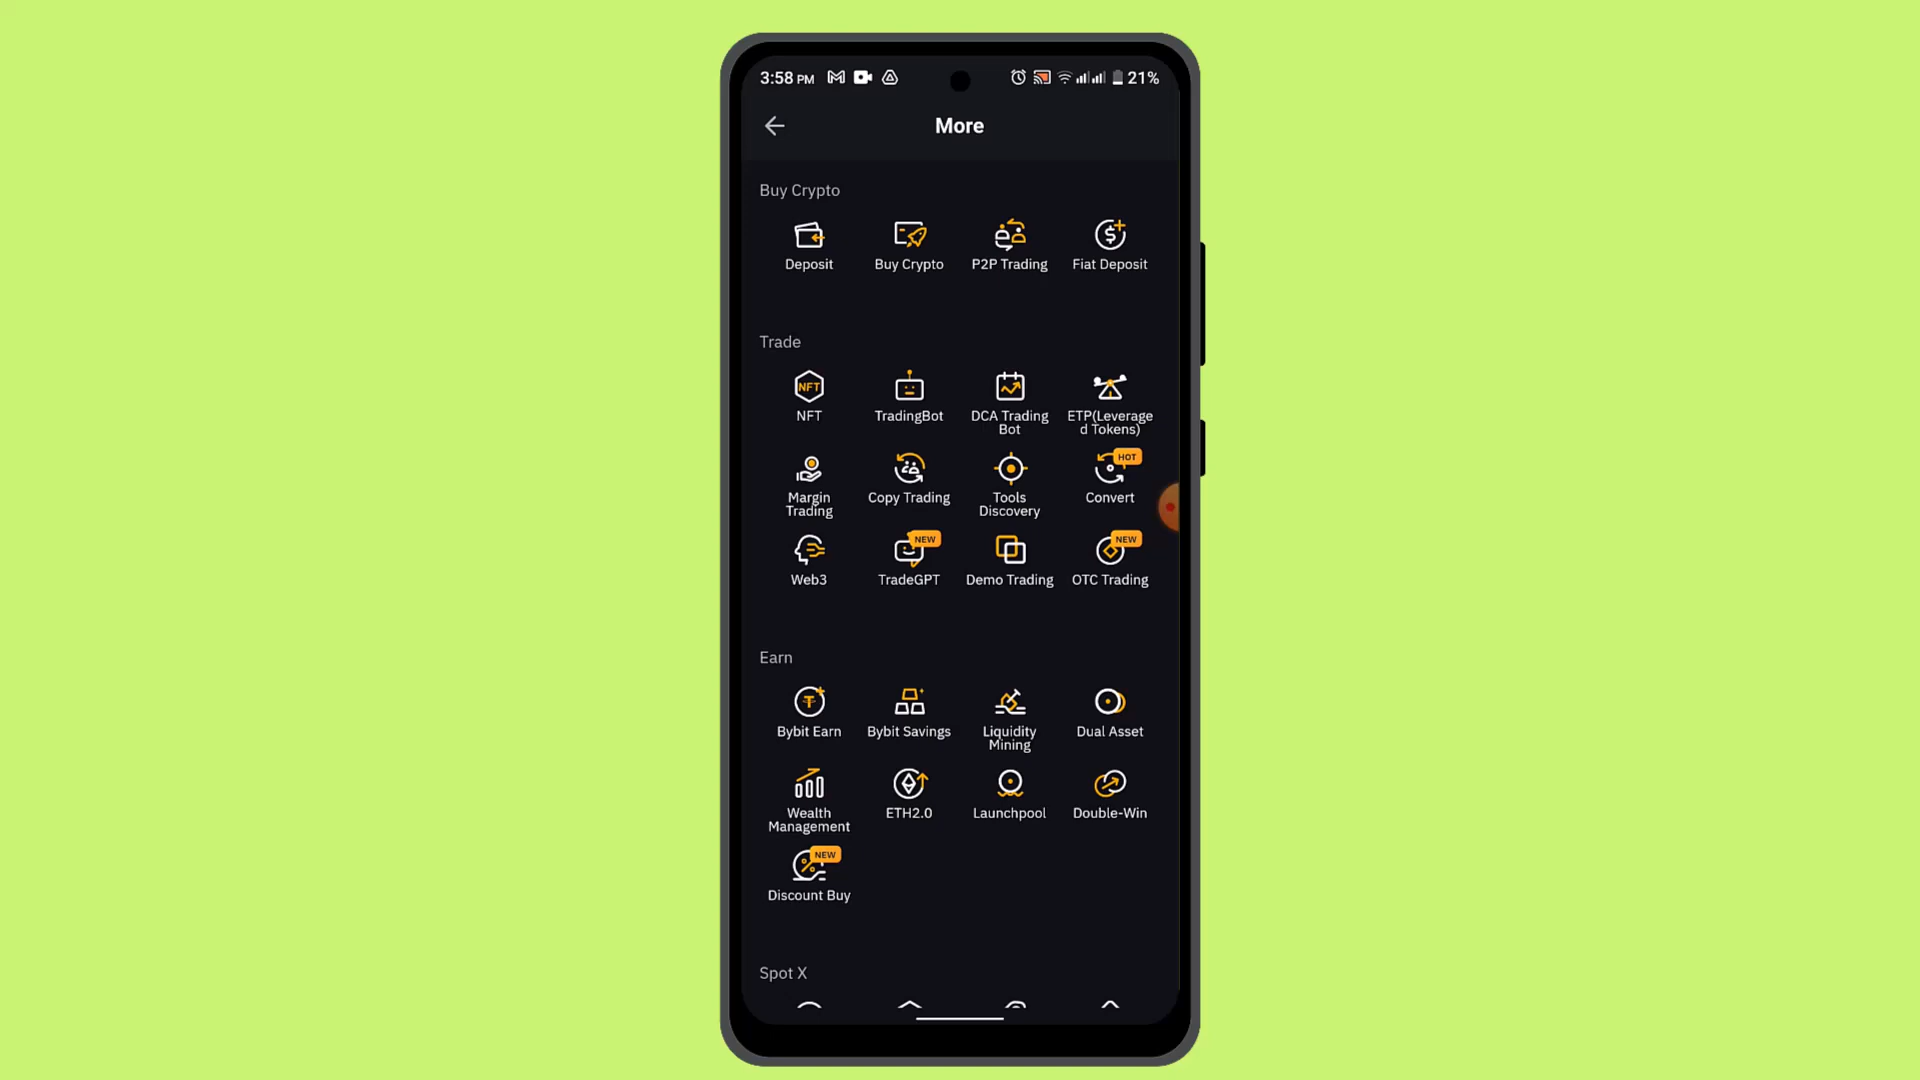 3:58 PM 21%
More
Buy Crypto
Deposit Buy Crypto P2P Trading Fiat Deposit
Trade
NFT
NFT TradingBot DCA Trading Bot ETP(Leverage
d Tokens)
HOT
Margin Trading Copy Trading Tools Discovery Convert
NEW NEW
Web3 TradeGPT Demo Trading OTC Trading
Earn
Bybit Earn Bybit Savings Liquidity Mining Dual Asset
Wealth Management ETH2.0 Launchpool Double-Win
NEW
Discount Buy
Spot X